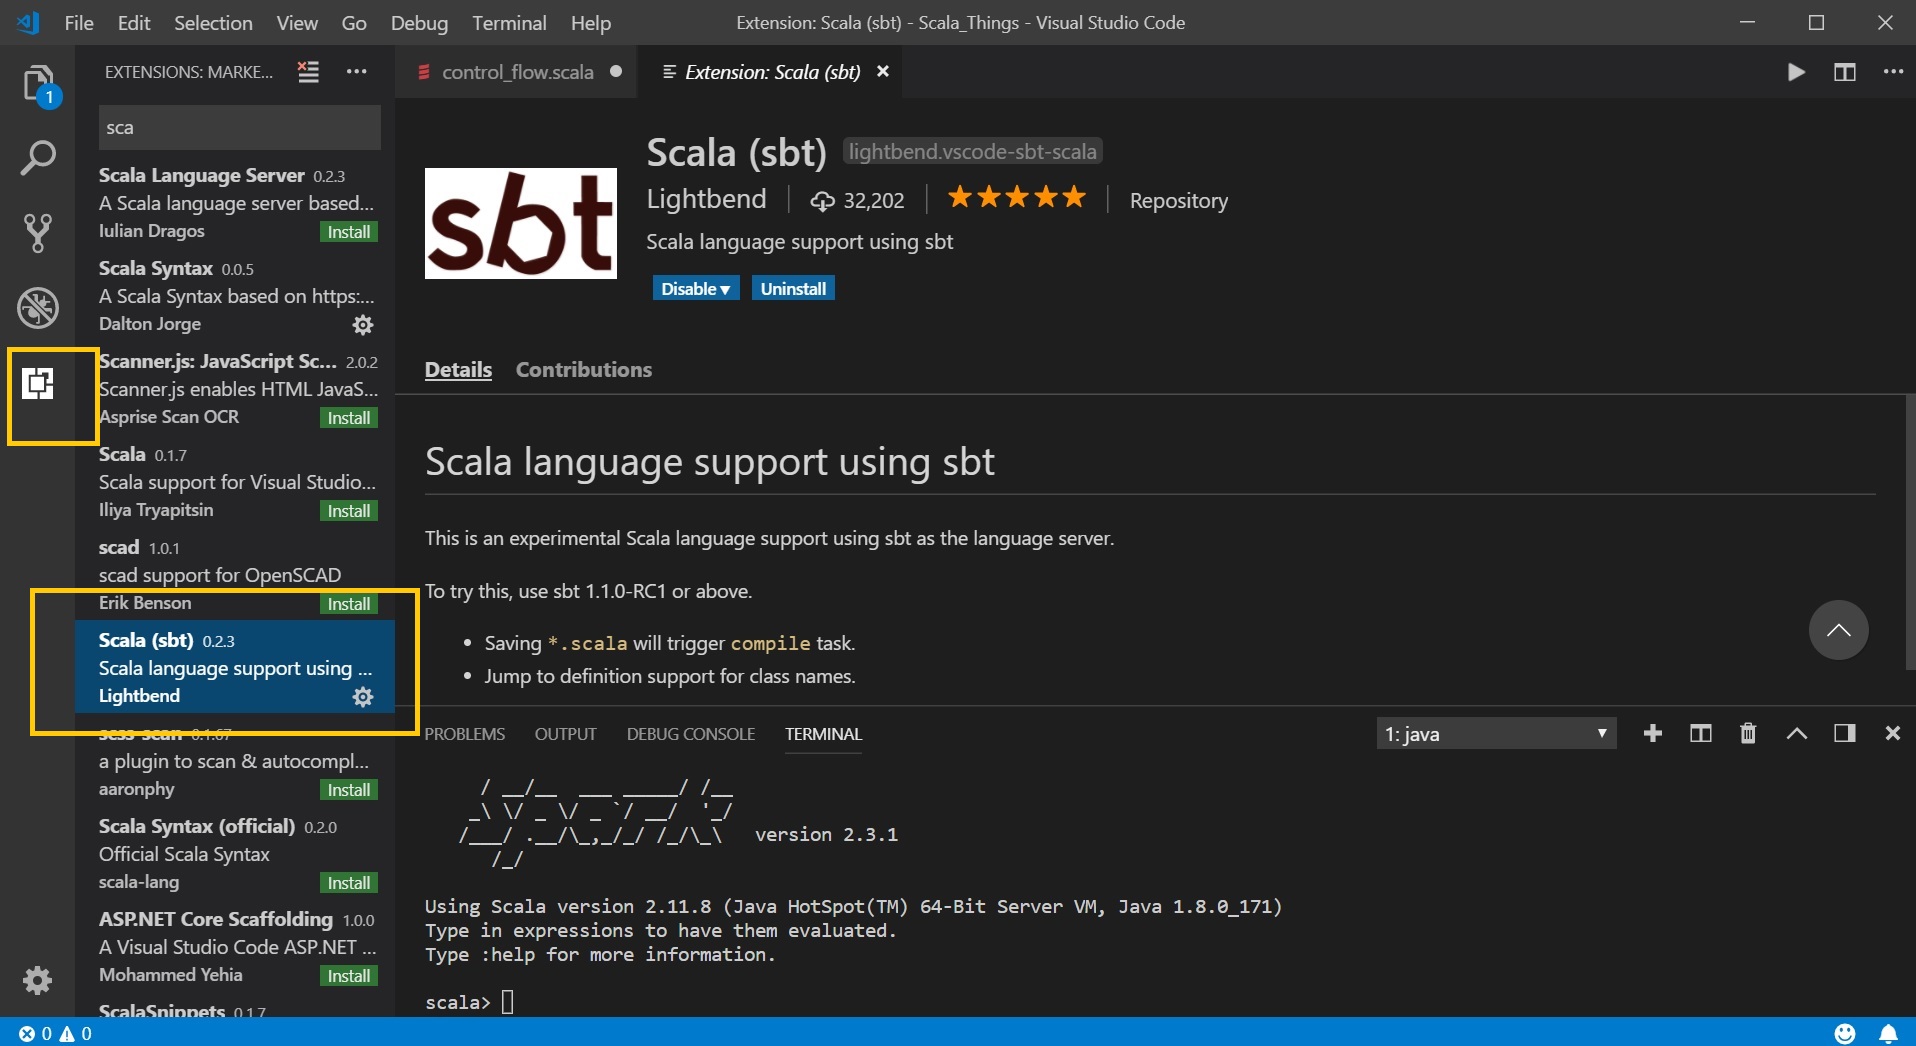 File Edit Selection View Go Debug Terminal Help
Extension: Scala (sbt) - Scala_Things - Visual Studio Code
1
EXTENSIONS: MARKE...
sca
Scala Language Server 0.2.3
A Scala language server based...
Iulian Dragos Install
Scala Syntax 0.0.5
A Scala Syntax based on https:...
Dalton Jorge
Scanner.js: JavaScript Sc... 2.0.2
Scanner.js enables HTML JavaS...
Asprise Scan OCR Install
Scala 0.1.7
Scala support for Visual Studio...
Iliya Tryapitsin Install
scad 1.0.1
scad support for OpenSCAD
Erik Benson Install
Scala (sbt) 0.2.3
Scala language support using ...
Lightbend
scss-scan 0.1.67
a plugin to scan & autocompl...
aaronphy Install
Scala Syntax (official) 0.2.0
Official Scala Syntax
scala-lang Install
ASP.NET Core Scaffolding 1.0.0
A Visual Studio Code ASP.NET ...
Mohammed Yehia Install
ScalaSnippets 0.1.7
control_flow.scala
Extension: Scala (sbt)
sbt
Scala (sbt) lightbend.vscode-sbt-scala
Lightbend 32,202 Repository
Scala language support using sbt
Disable Uninstall
Details Contributions
Scala language support using sbt
This is an experimental Scala language support using sbt as the language server.
To try this, use sbt 1.1.0-RC1 or above.
• Saving *.scala will trigger compile task.
• Jump to definition support for class names.
PROBLEMS OUTPUT DEBUG CONSOLE TERMINAL
1: java
     / __/__  ___ _____/ /__
    _\ \/ _ \/ _ `/ __/  '_/
   /___/ .__/\_,_/_/ /_/\_\   version 2.3.1
      /_/
Using Scala version 2.11.8 (Java HotSpot(TM) 64-Bit Server VM, Java 1.8.0_171)
Type in expressions to have them evaluated.
Type :help for more information.
scala>
0 0